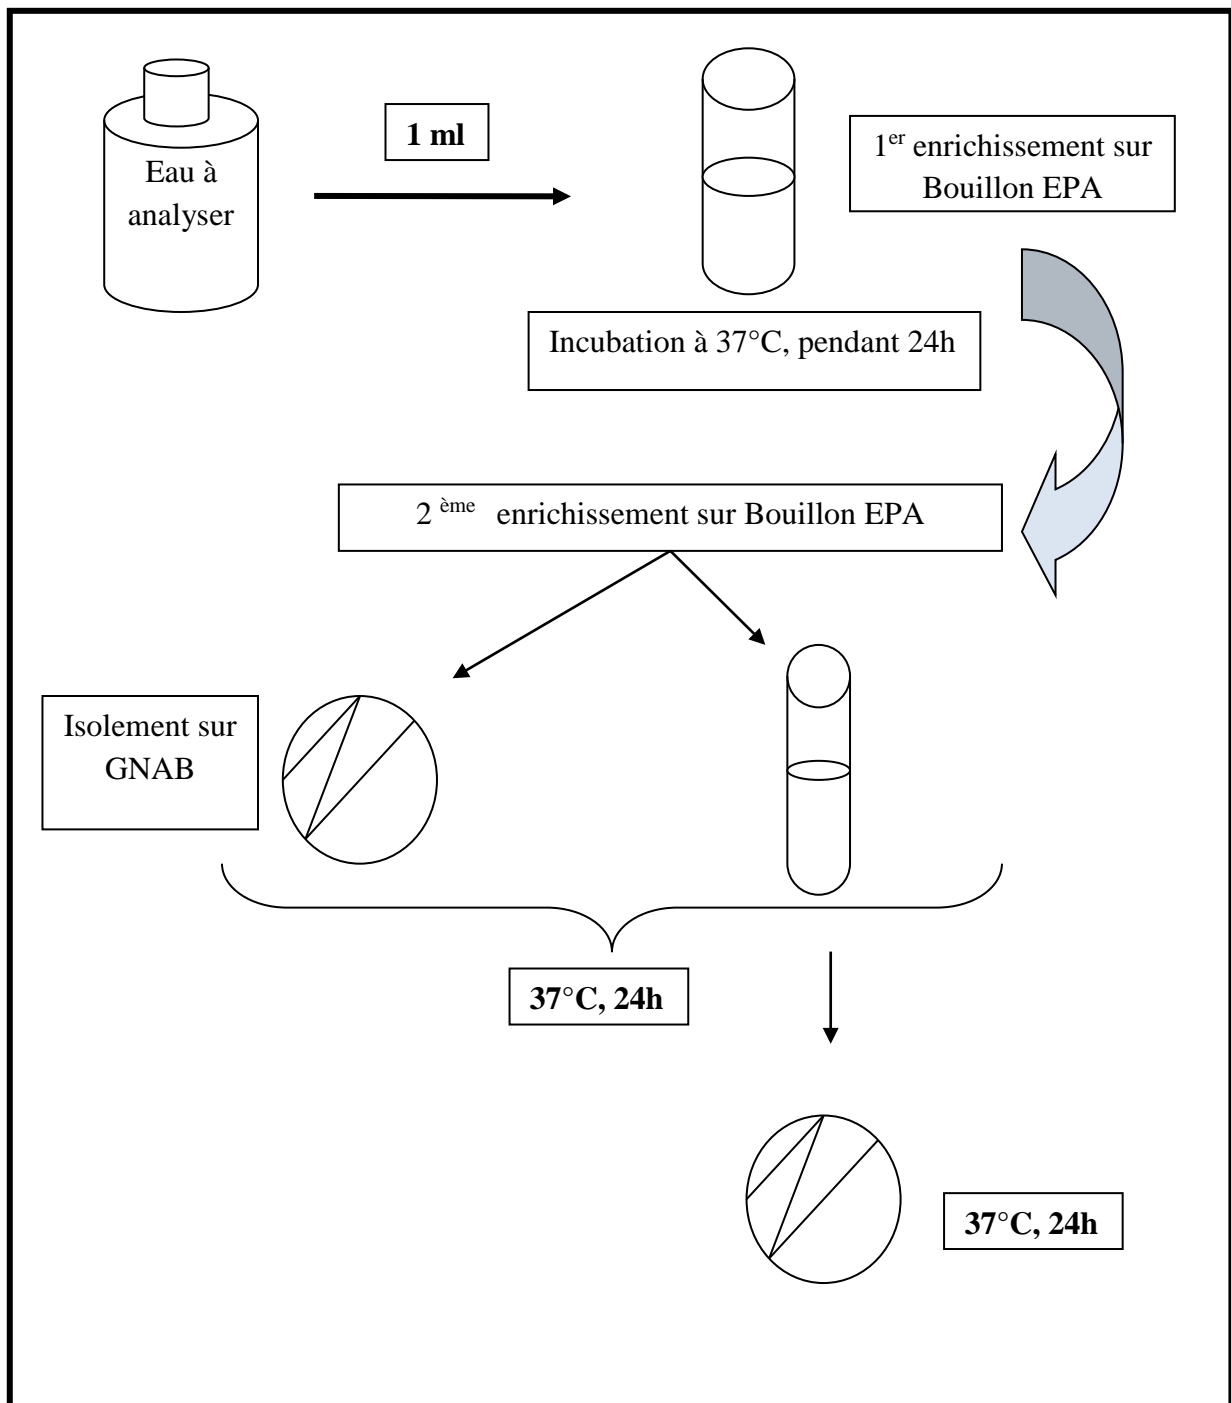 Eau à
analyser
1 ml
1er enrichissement sur
Bouillon EPA
Incubation à 37°C, pendant 24h
2 ème enrichissement sur Bouillon EPA
Isolement sur
GNAB
37°C, 24h
37°C, 24h